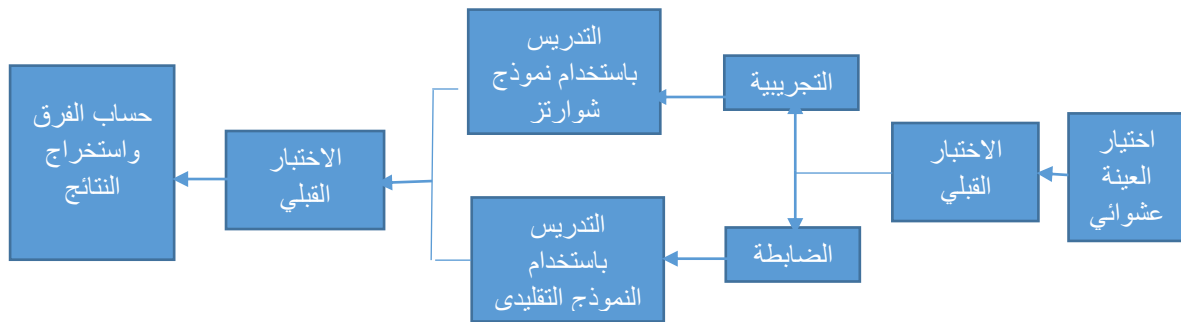 اختيار
العينة
عشوائي
الاختبار
القبلي
التجريبية
الضابطة
التدريس
باستخدام نموذج
شوارتز
التدريس
باستخدام
النموذج التقليدى
الاختبار
القبلي
حساب الفرق
واستخراج
النتائج